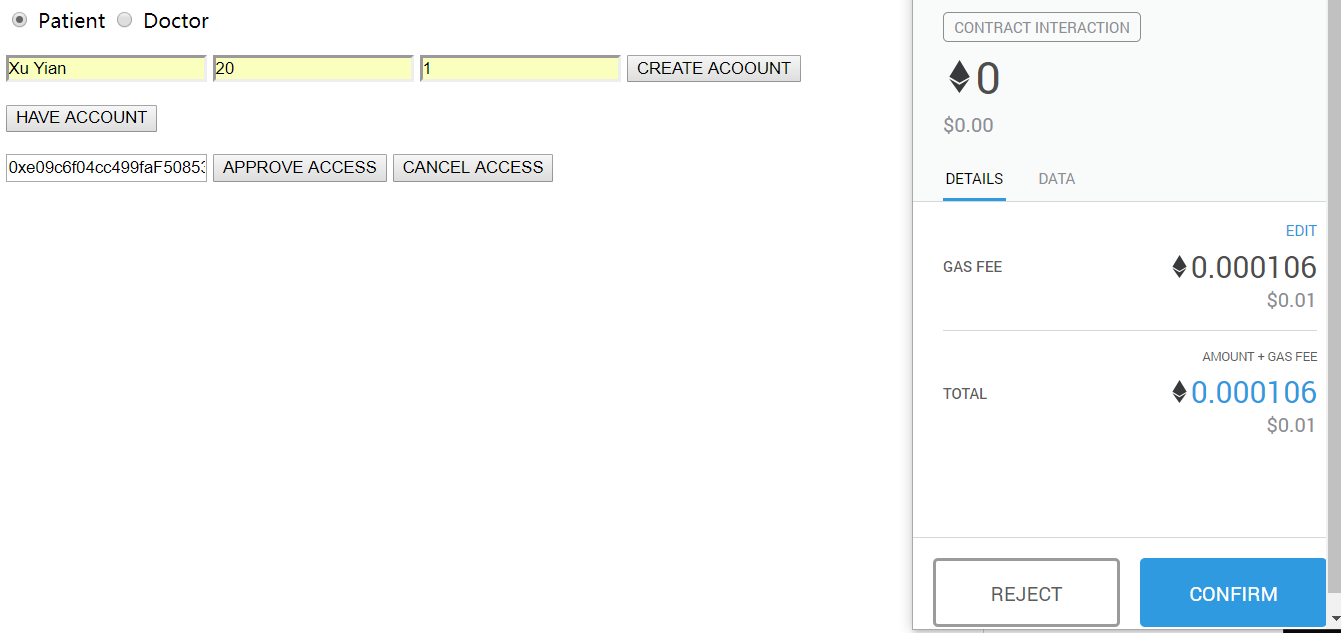 Patient Doctor
Xu Yian 20 1 CREATE ACOOUNT
HAVE ACCOUNT
0xe09c6f04cc499faF50853 APPROVE ACCESS CANCEL ACCESS
CONTRACT INTERACTION
0
$0.00
DETAILS DATA
EDIT
GAS FEE 0.000106
$0.01
AMOUNT + GAS FEE
TOTAL 0.000106
$0.01
REJECT CONFIRM